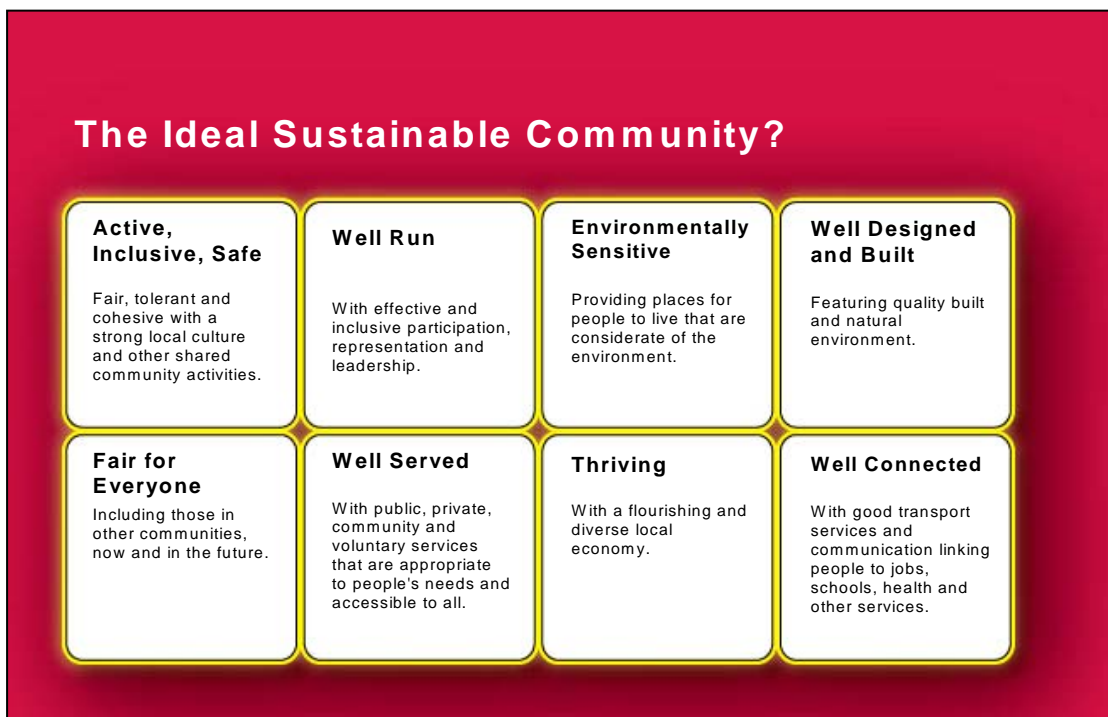 The Ideal Sustainable Community?
Active,
Inclusive, Safe
Fair, tolerant and
cohesive with a
strong local culture
and other shared
community activities.
Well Run
With effective and
inclusive participation,
representation and
leadership.
Environmentally
Sensitive
Providing places for
people to live that are
considerate of the
environment.
Well Designed
and Built
Featuring quality built
and natural
environment.
Fair for
Everyone
Including those in
other communities,
now and in the future.
Well Served
With public, private,
community and
voluntary services
that are appropriate
to people's needs and
accessible to all.
Thriving
With a flourishing and
diverse local
economy.
Well Connected
With good transport
services and
communication linking
people to jobs,
schools, health and
other services.